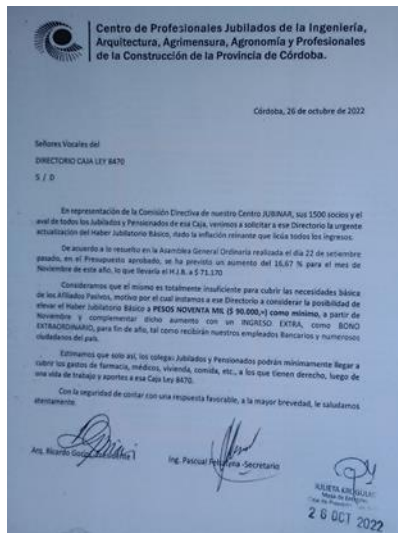 Centro de Profesionales Jubilados de la Ingeniería,
Arquitectura, Agrimensura, Agronomía y Profesionales
de la Construcción de la Provincia de Córdoba.
Córdoba, 26 de octubre de 2022
Señores Vocales del
DIRECTORIO CAJA LEY 8470
S / D
En representación de la Comisión Directiva de nuestro Centro JUBINAR, sus 1500 socios y el
aval de todos los Jubilados y Pensionados de esa Caja, venimos a solicitar a ese Directorio la urgente
actualización del Haber Jubilatorio Básico, dado la inflación reinante que licúa todos los ingresos.
De acuerdo a lo resuelto en la Asamblea General Ordinaria realizada el día 22 de setiembre
pasado, en el Presupuesto aprobado, se ha previsto un aumento del 16,67 % para el mes de
Noviembre de este año, lo que llevaría el H.J.B. a $ 71.170
Consideramos que el mismo es totalmente insuficiente para cubrir las necesidades básica
de los Afiliados Pasivos, motivo por el cual instamos a ese Directorio a considerar la posibilidad de
elevar el Haber Jubilatorio Básico a PESOS NOVENTA MIL ($ 90.000,=) como mínimo, a partir de
Noviembre y complementar dicho aumento con un INGRESO EXTRA, como BONO
EXTRAORDINARIO, para fin de año, tal como recibirán nuestros empleados Bancarios y numerosos
ciudadanos del país.
Estimamos que solo así, los colegas Jubilados y Pensionados podrán mínimamente llegar a
cubrir los gastos de farmacia, médicos, vivienda, comida, etc., a los que tienen derecho, luego de
una vida de trabajo y aportes a esa Caja Ley 8470.
Con la seguridad de contar con una respuesta favorable, a la mayor brevedad, le saludamos
atentamente.
Arq. Ricardo
Ing. Pascual -Secretario
JULIETA
Mesa de
Caja de
26 OCT 2022